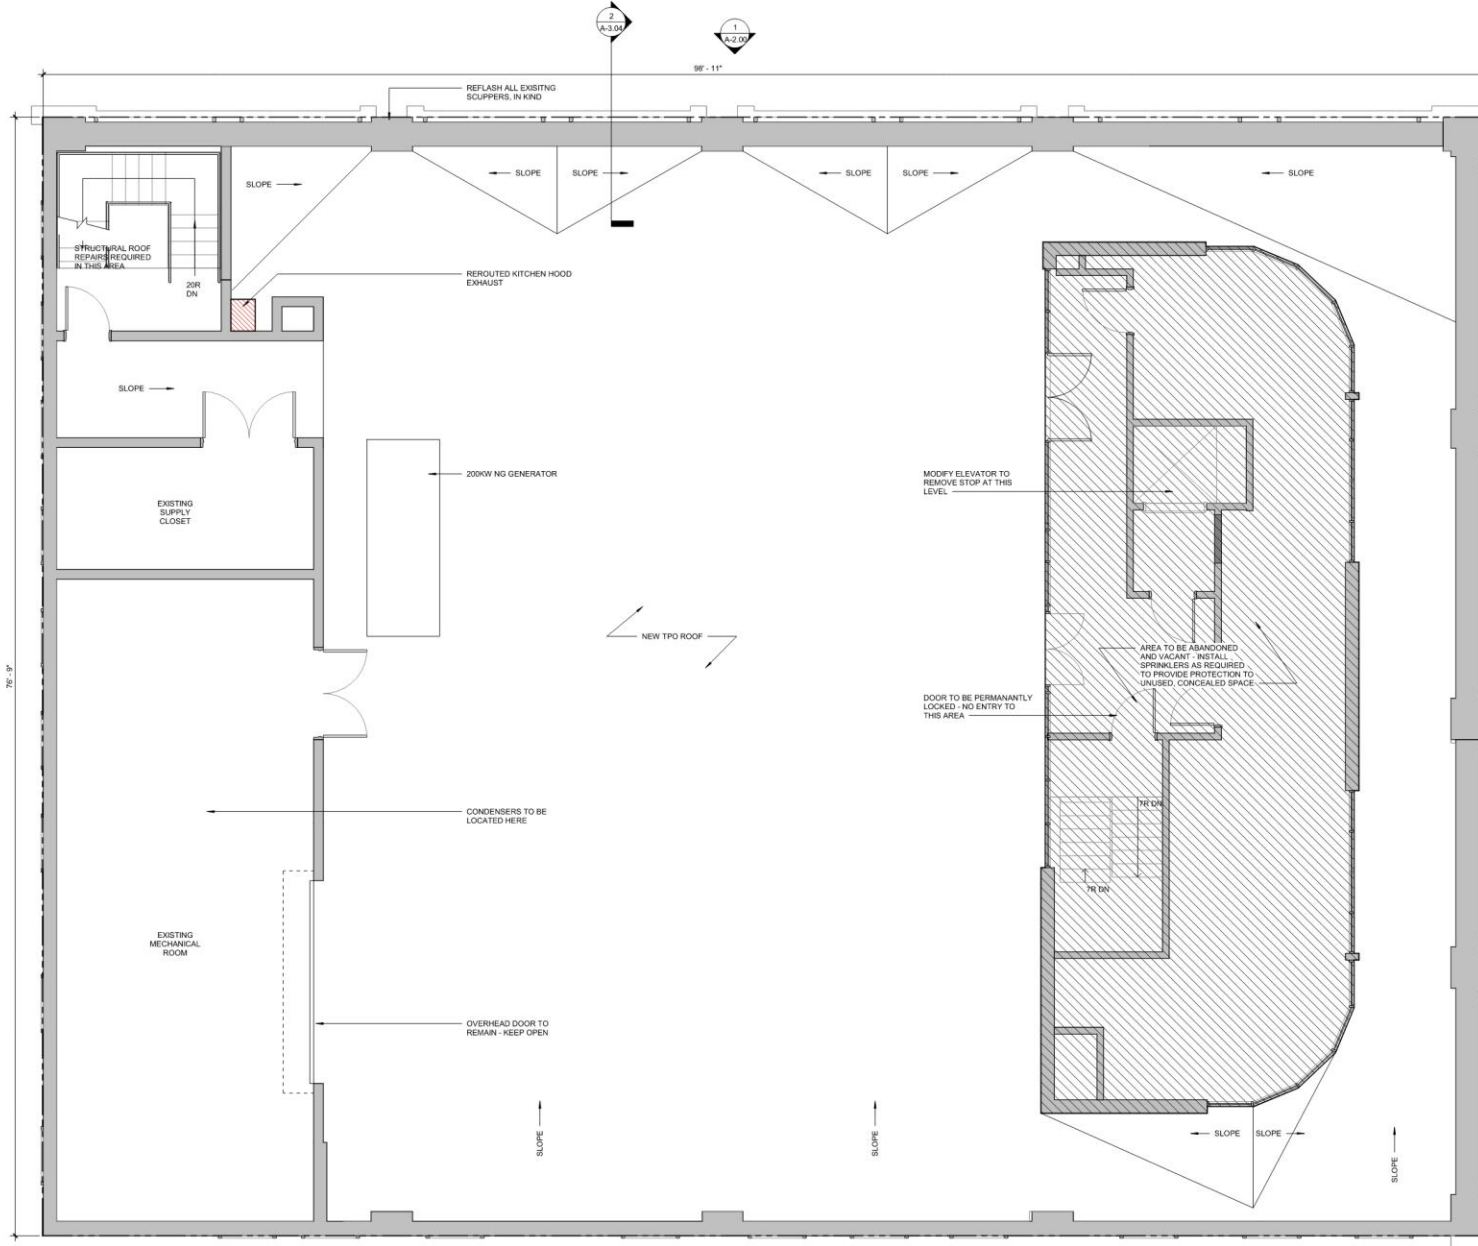 2
A-3.04
1
A-2.00
98' - 11"
REFLASH ALL EXISITNG
SCUPPERS, IN KIND
SLOPE
SLOPE
SLOPE
SLOPE
SLOPE
SLOPE
STRUCTURAL ROOF
REPAIRS REQUIRED
IN THIS AREA
20R
DN
REROUTED KITCHEN HOOD
EXHAUST
SLOPE
200KW NG GENERATOR
MODIFY ELEVATOR TO
REMOVE STOP AT THIS
LEVEL
EXISTING
SUPPLY
CLOSET
NEW TPO ROOF
AREA TO BE ABANDONED
AND VACANT - INSTALL
SPRINKLERS AS REQUIRED
TO PROVIDE PROTECTION TO
UNUSED, CONCEALED SPACE
76' - 9"
DOOR TO BE PERMANANTLY
LOCKED - NO ENTRY TO
THIS AREA
7R DN
CONDENSERS TO BE
LOCATED HERE
7R DN
EXISTING
MECHANICAL
ROOM
OVERHEAD DOOR TO
REMAIN - KEEP OPEN
SLOPE
SLOPE
SLOPE
SLOPE
SLOPE